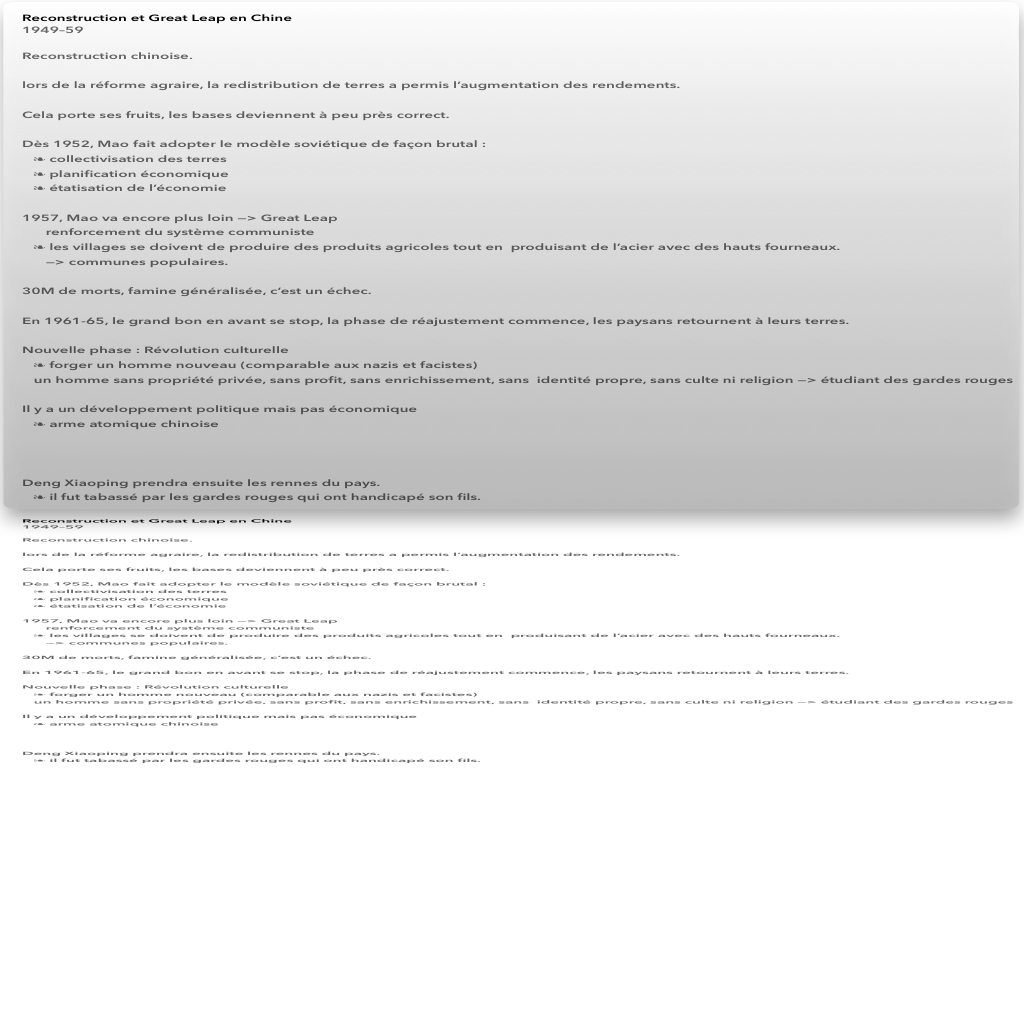 Reconstruction et Great Leap en Chine
1949-59
Reconstruction chinoise.
lors de la réforme agraire, la redistribution de terres a permis l'augmentation des rendements.
Cela porte ses fruits, les bases deviennent à peu près correct.
Dès 1952, Mao fait adopter le modèle soviétique de façon brutal :
❧ collectivisation des terres
❧ planification économique
❧ étatisation de l'économie
1957, Mao va encore plus loin —> Great Leap
renforcement du système communiste
❧ les villages se doivent de produire des produits agricoles tout en produisant de l'acier avec des hauts fourneaux.
—> communes populaires.
30M de morts, famine généralisée, c'est un échec.
En 1961-65, le grand bon en avant se stop, la phase de réajustement commence, les paysans retournent à leurs terres.
Nouvelle phase : Révolution culturelle
❧ forger un homme nouveau (comparable aux nazis et facistes)
un homme sans propriété privée, sans profit, sans enrichissement, sans identité propre, sans culte ni religion —> étudiant des gardes rouges
Il y a un développement politique mais pas économique
❧ arme atomique chinoise
Deng Xiaoping prendra ensuite les rennes du pays.
❧ il fut tabassé par les gardes rouges qui ont handicapé son fils.
Reconstruction et Great Leap en Chine
1949-59
Reconstruction chinoise.
lors de la réforme agraire, la redistribution de terres a permis l'augmentation des rendements.
Cela porte ses fruits, les bases deviennent à peu près correct.
Dès 1952, Mao fait adopter le modèle soviétique de façon brutal :
❧ collectivisation des terres
❧ planification économique
❧ étatisation de l'économie
1957, Mao va encore plus loin —> Great Leap
renforcement du système communiste
❧ les villages se doivent de produire des produits agricoles tout en produisant de l'acier avec des hauts fourneaux.
—> communes populaires.
30M de morts, famine généralisée, c'est un échec.
En 1961-65, le grand bon en avant se stop, la phase de réajustement commence, les paysans retournent à leurs terres.
Nouvelle phase : Révolution culturelle
❧ forger un homme nouveau (comparable aux nazis et facistes)
un homme sans propriété privée, sans profit, sans enrichissement, sans identité propre, sans culte ni religion —> étudiant des gardes rouges
Il y a un développement politique mais pas économique
❧ arme atomique chinoise
Deng Xiaoping prendra ensuite les rennes du pays.
❧ il fut tabassé par les gardes rouges qui ont handicapé son fils.